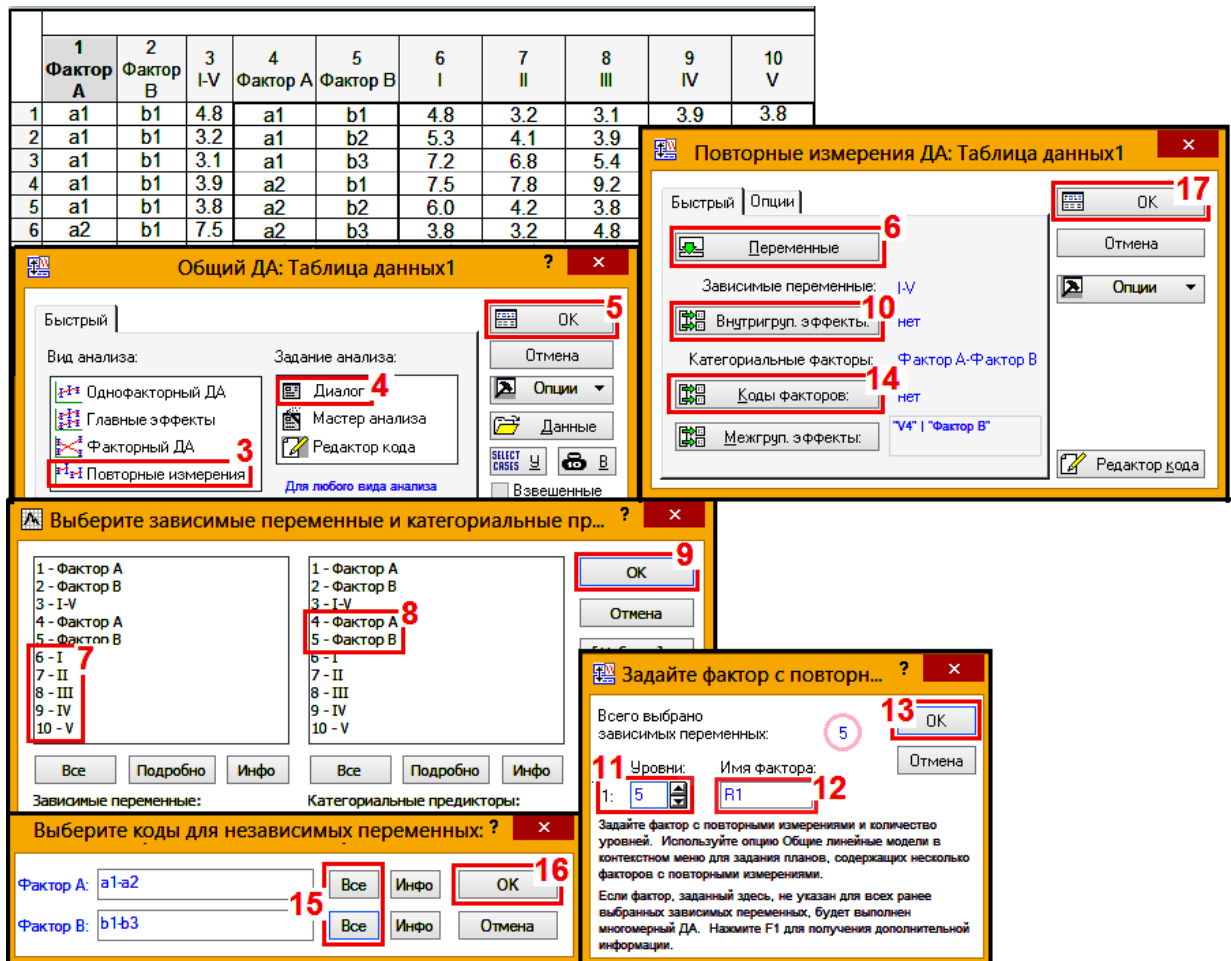 1 Фактор A 2 Фактор B 3 I-V 4 Фактор A 5 Фактор B 6 I 7 II 8 III 9 IV 10 V
1 a1 b1 4.8 a1 b1 4.8 3.2 3.1 3.9 3.8
2 a1 b1 3.2 a1 b2 5.3 4.1 3.9
3 a1 b1 3.1 a1 b3 7.2 6.8 5.4
4 a1 b1 3.9 a2 b1 7.5 7.8 9.2
5 a1 b1 3.8 a2 b2 6.0 4.2 3.8
6 a2 b1 7.5 a2 b3 3.8 3.2 4.8
Повторные измерения ДА: Таблица данных1 ×
Быстрый Опции
OK 17
Переменные 6
Отмена
Зависимые переменные: I-V
Опции
Внутригруп. эффекты: 10 нет
Категориальные факторы: Фактор A-Фактор B
Коды факторов: 14 нет
Межгруп. эффекты: "V4" | "Фактор B"
Редактор кода
Общий ДА: Таблица данных1 ? ×
Быстрый
OK 5
Вид анализа: Задание анализа:
Отмена
Однофакторный ДА
Диалог 4
Опции
Главные эффекты
Мастер анализа
Данные
Факторный ДА
Редактор кода
3
Повторные измерения
SELECT CASES У В
Для любого вида анализа
Взвешенные
Выберите зависимые переменные и категориальные пр... ? ×
1 - Фактор A
2 - Фактор B
3 - I-V
4 - Фактор A
5 - Фактор B
6 - I
7 - II
8 - III
9 - IV
10 - V
7
1 - Фактор A
2 - Фактор B
3 - I-V
4 - Фактор A
5 - Фактор B
6 - I
7 - II
8 - III
9 - IV
10 - V
8
OK 9
Отмена
Все Подробно Инфо Все Подробно Инфо
Зависимые переменные: Категориальные предикторы:
Задайте фактор с повторн... ? ×
Всего выбрано
зависимых переменных: 5
13 OK
Отмена
11 Уровни: Имя фактора:
1: 5 R1 12
Задайте фактор с повторными измерениями и количество
уровней. Используйте опцию Общие линейные модели в
контекстном меню для задания планов, содержащих несколько
факторов с повторными измерениями.
Если фактор, заданный здесь, не указан для всех ранее
выбранных зависимых переменных, будет выполнен
многомерный ДА. Нажмите F1 для получения дополнительной
информации.
Выберите коды для независимых переменных: ? ×
Фактор A: a1-a2 Все Инфо OK 16
15
Фактор B: b1-b3 Все Инфо Отмена